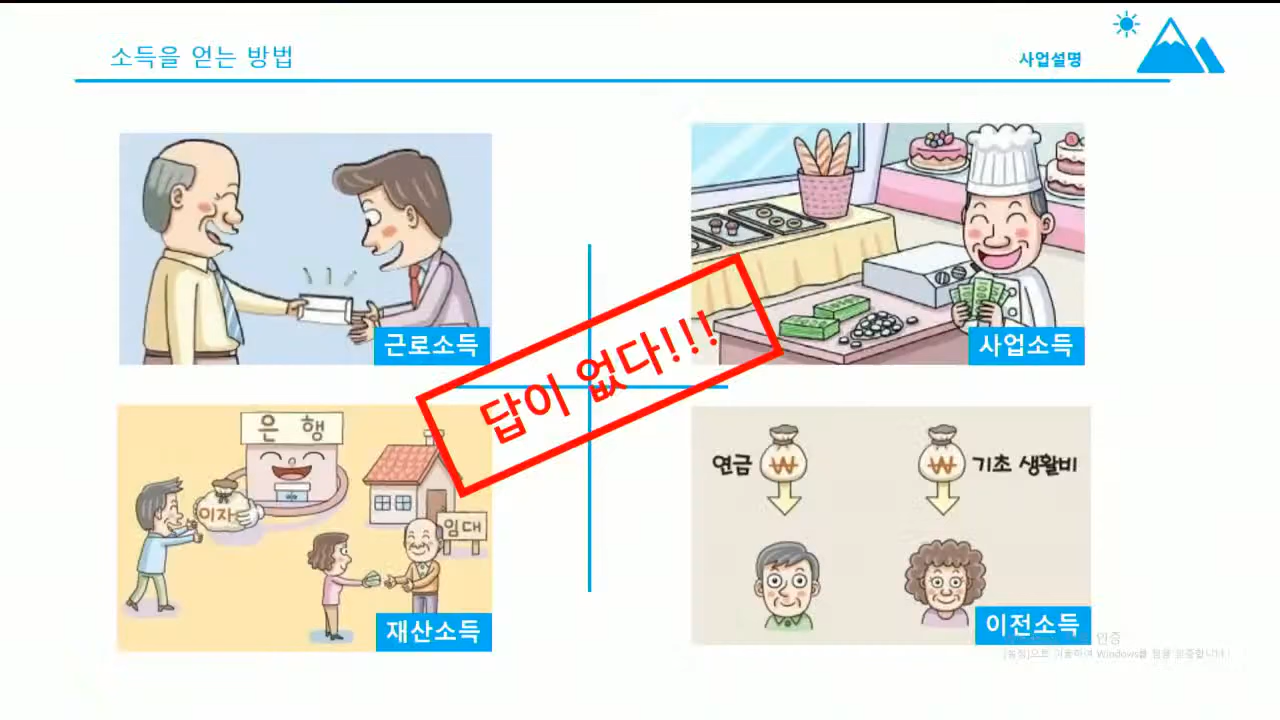 소득을 얻는 방법
사업설명
근로소득
사업소득
답이 없다!!!
은행
이자
임대
재산소득
연금
기초 생활비
이전소득
인증